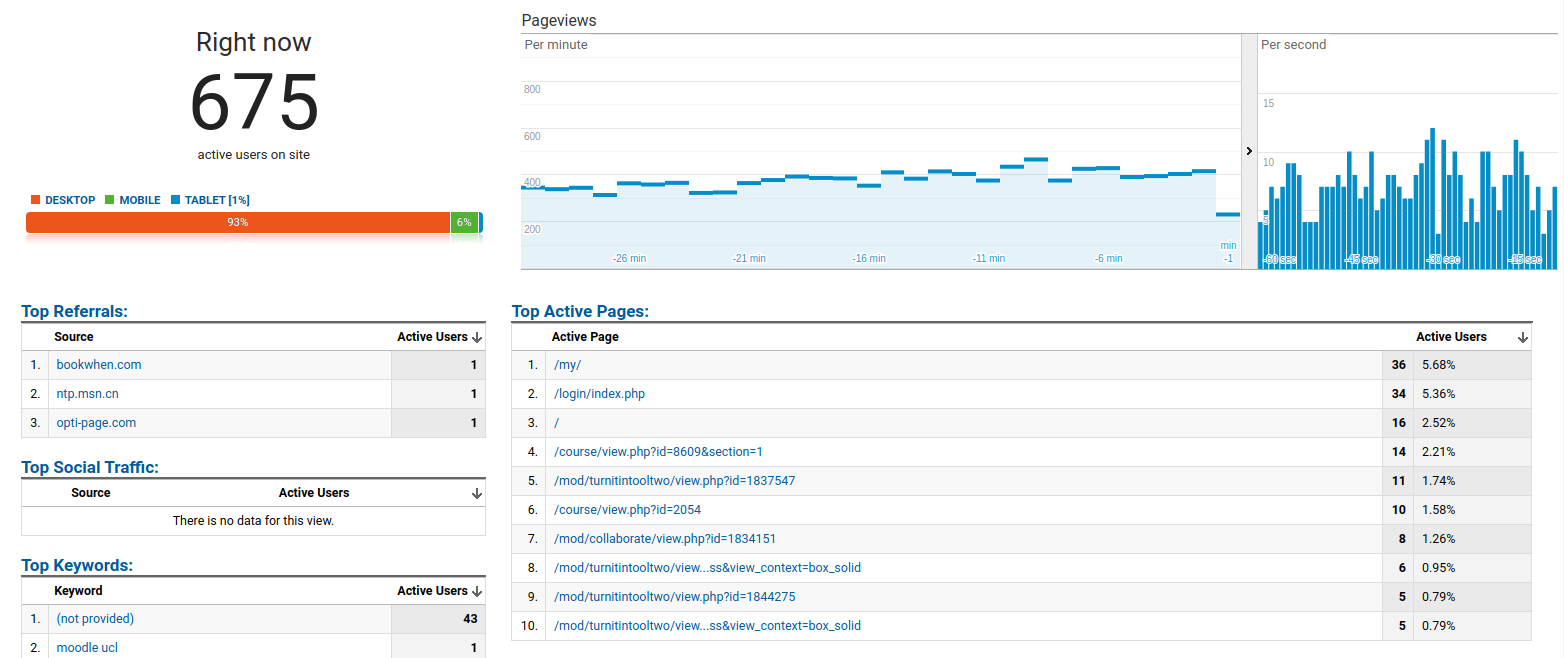 Right now
675
active users on site
DESKTOP MOBILE TABLET [1%]
93% 6%
Pageviews
Per minute
800
600
400
200
-26 min -21 min -16 min -11 min -6 min min
-1
Per second
15
10
5
-60 sec -45 sec -30 sec -15 sec
Top Referrals:
Source Active Users
1. bookwhen.com 1
2. ntp.msn.cn 1
3. opti-page.com 1
Top Social Traffic:
Source Active Users
There is no data for this view.
Top Keywords:
Keyword Active Users
1. (not provided) 43
2. moodle ucl 1
Top Active Pages:
Active Page Active Users
1. /my/ 36 5.68%
2. /login/index.php 34 5.36%
3. / 16 2.52%
4. /course/view.php?id=8609&section=1 14 2.21%
5. /mod/turnitintooltwo/view.php?id=1837547 11 1.74%
6. /course/view.php?id=2054 10 1.58%
7. /mod/collaborate/view.php?id=1834151 8 1.26%
8. /mod/turnitintooltwo/view...ss&view_context=box_solid 6 0.95%
9. /mod/turnitintooltwo/view.php?id=1844275 5 0.79%
10. /mod/turnitintooltwo/view...ss&view_context=box_solid 5 0.79%